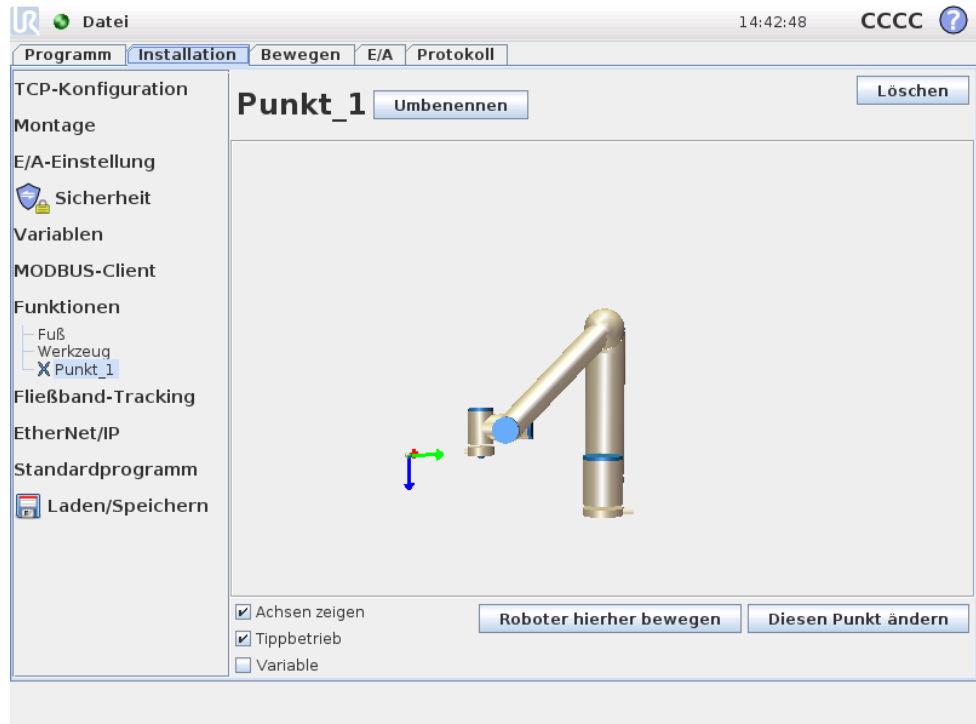 UR Datei 14:42:48 CCCC ?
Programm Installation Bewegen E/A Protokoll
TCP-Konfiguration
Montage
E/A-Einstellung
Sicherheit
Variablen
MODBUS-Client
Funktionen
Fuß
Werkzeug
Punkt_1
Fließband-Tracking
EtherNet/IP
Standardprogramm
Laden/Speichern
Punkt_1 Umbenennen Löschen
Achsen zeigen
Tippbetrieb
Variable
Roboter hierher bewegen Diesen Punkt ändern